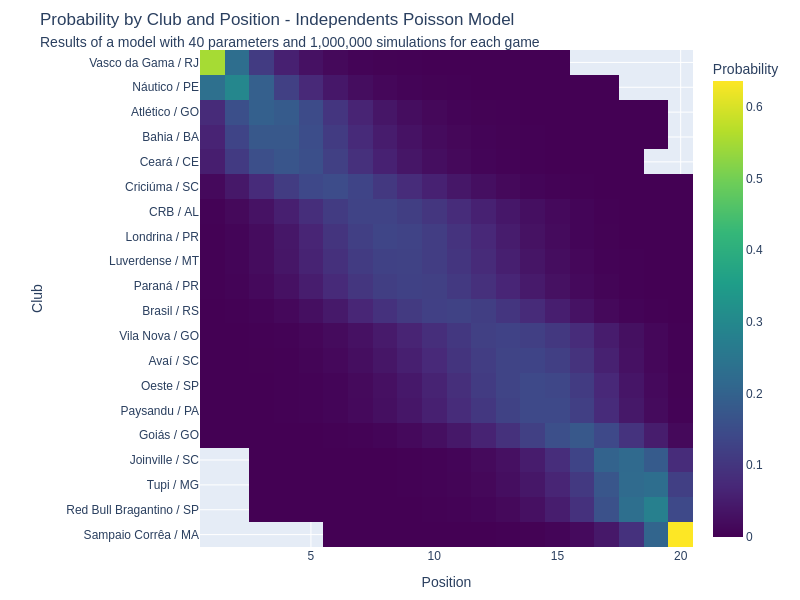 Probability by Club and Position - Independents Poisson Model
Results of a model with 40 parameters and 1,000,000 simulations for each game
Probability
Vasco da Gama / RJ
Náutico / PE
Atlético / GO
Bahia / BA
Ceará / CE
Criciúma / SC
CRB / AL
Londrina / PR
Luverdense / MT
Paraná / PR
Brasil / RS
Vila Nova / GO
Avaí / SC
Oeste / SP
Paysandu / PA
Goiás / GO
Joinville / SC
Tupi / MG
Red Bull Bragantino / SP
Sampaio Corrêa / MA
Club
5
10
15
20
Position
0.6
0.5
0.4
0.3
0.2
0.1
0